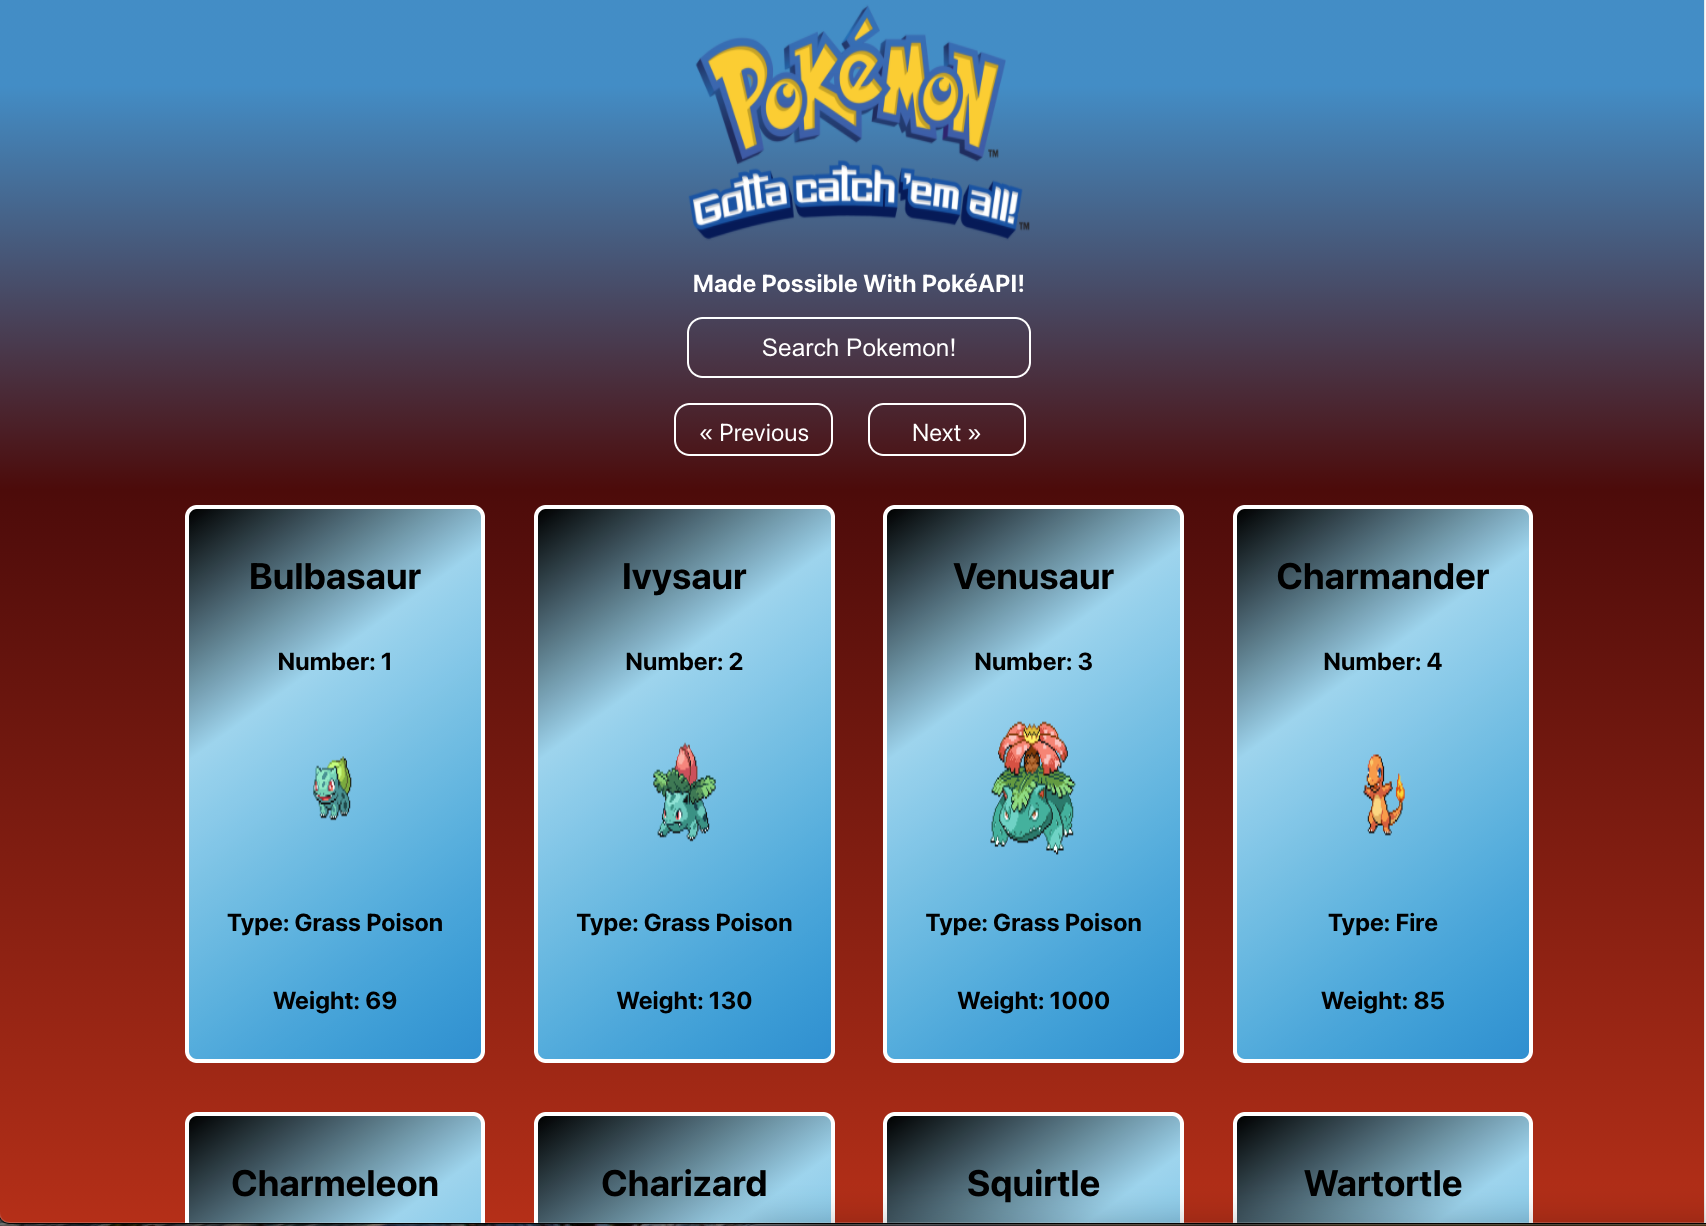 POKéMON
TM
Gotta catch 'em all!
TM
Made Possible With PokéAPI!
Search Pokemon!
« Previous
Next »
Bulbasaur
Number: 1
Type: Grass Poison
Weight: 69
Ivysaur
Number: 2
Type: Grass Poison
Weight: 130
Venusaur
Number: 3
Type: Grass Poison
Weight: 1000
Charmander
Number: 4
Type: Fire
Weight: 85
Charmeleon
Charizard
Squirtle
Wartortle